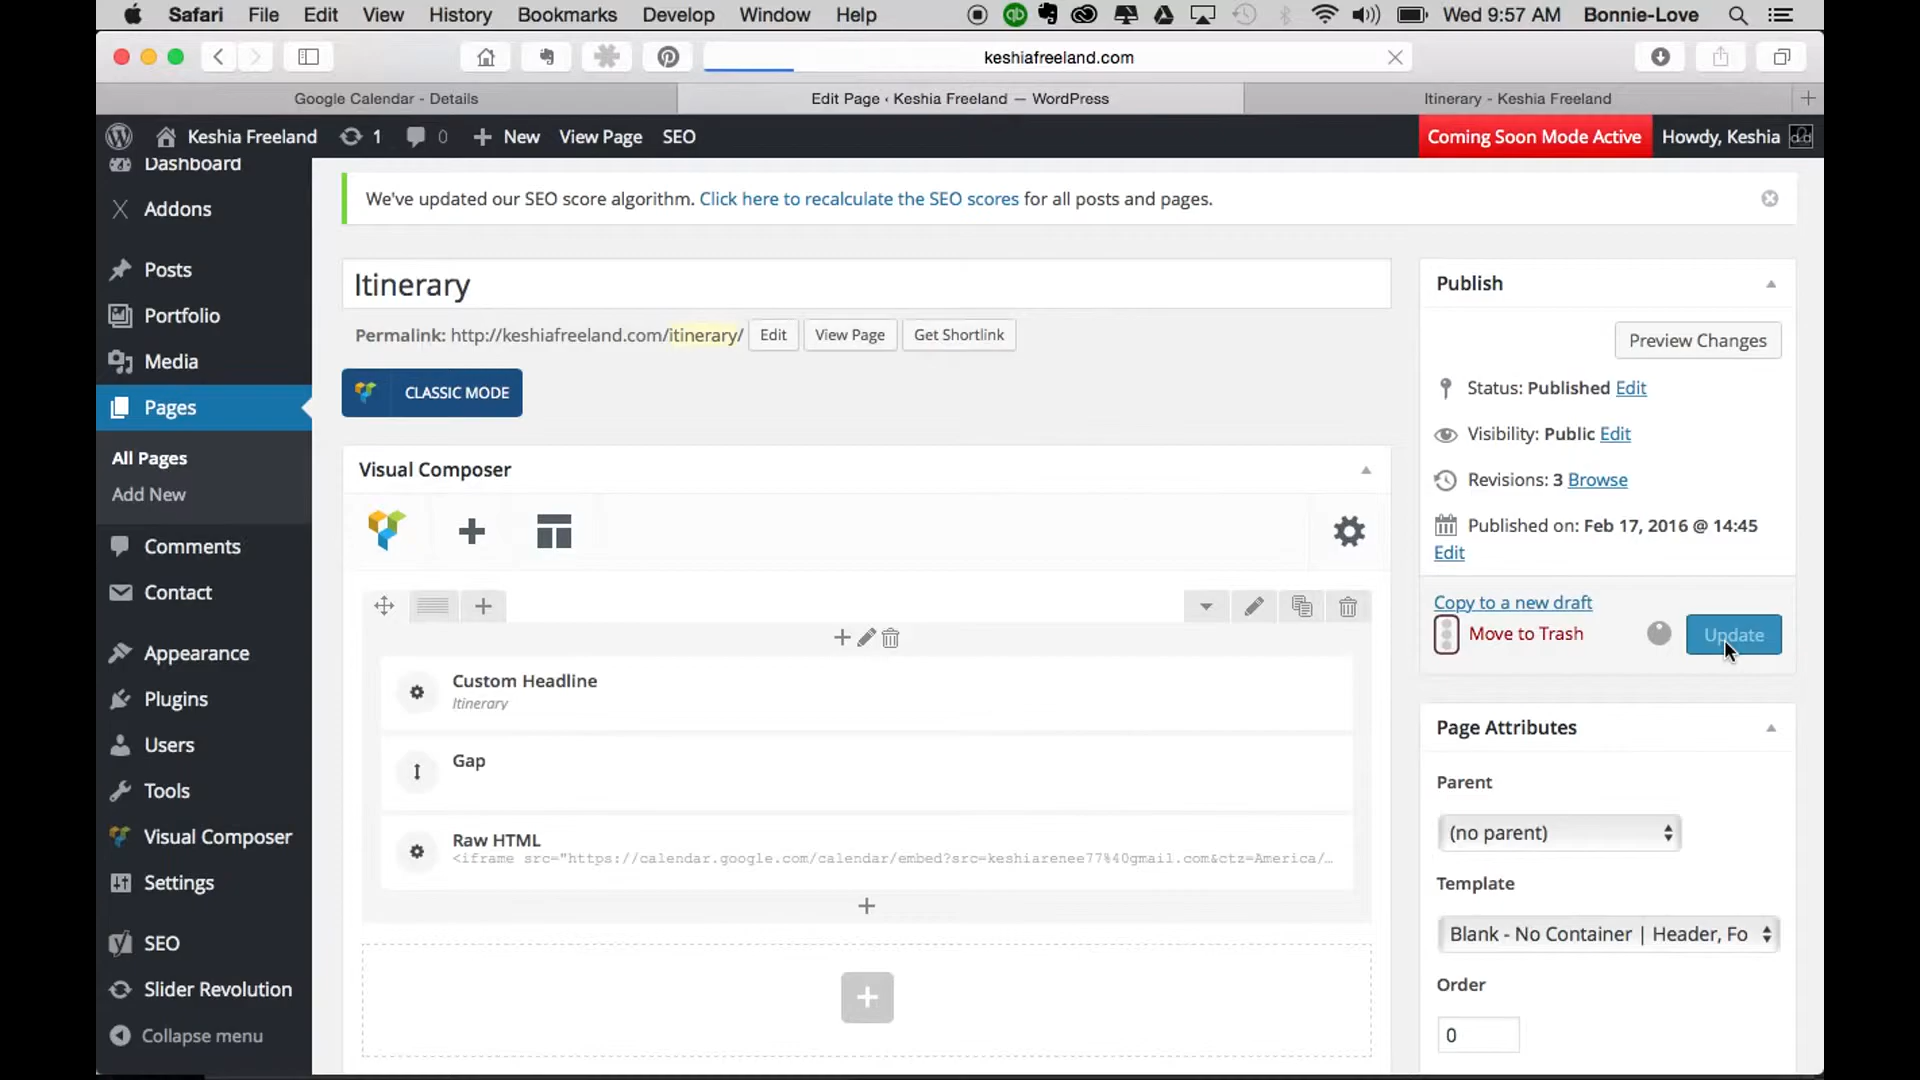 Safari File Edit View History Bookmarks Develop Window Help Wed 9:57 AM Bonnie-Love
keshiafreeland.com
Google Calendar - Details
Edit Page ‹ Keshia Freeland — WordPress
Itinerary - Keshia Freeland
Keshia Freeland 1 0 New View Page SEO Coming Soon Mode Active Howdy, Keshia
Dashboard
Addons
Posts
Portfolio
Media
Pages
All Pages
Add New
Comments
Contact
Appearance
Plugins
Users
Tools
Visual Composer
Settings
SEO
Slider Revolution
Collapse menu
We've updated our SEO score algorithm. Click here to recalculate the SEO scores for all posts and pages.
Itinerary
Permalink: http://keshiafreeland.com/itinerary/ Edit View Page Get Shortlink
CLASSIC MODE
Visual Composer
Custom Headline
Itinerary
Gap
Raw HTML
<iframe src="https://calendar.google.com/calendar/embed?src=keshiarenee77%40gmail.com&ctz=America/…
Publish
Preview Changes
Status: Published Edit
Visibility: Public Edit
Revisions: 3 Browse
Published on: Feb 17, 2016 @ 14:45
Edit
Copy to a new draft
Move to Trash
Update
Page Attributes
Parent
(no parent)
Template
Blank - No Container | Header, Fo
Order
0